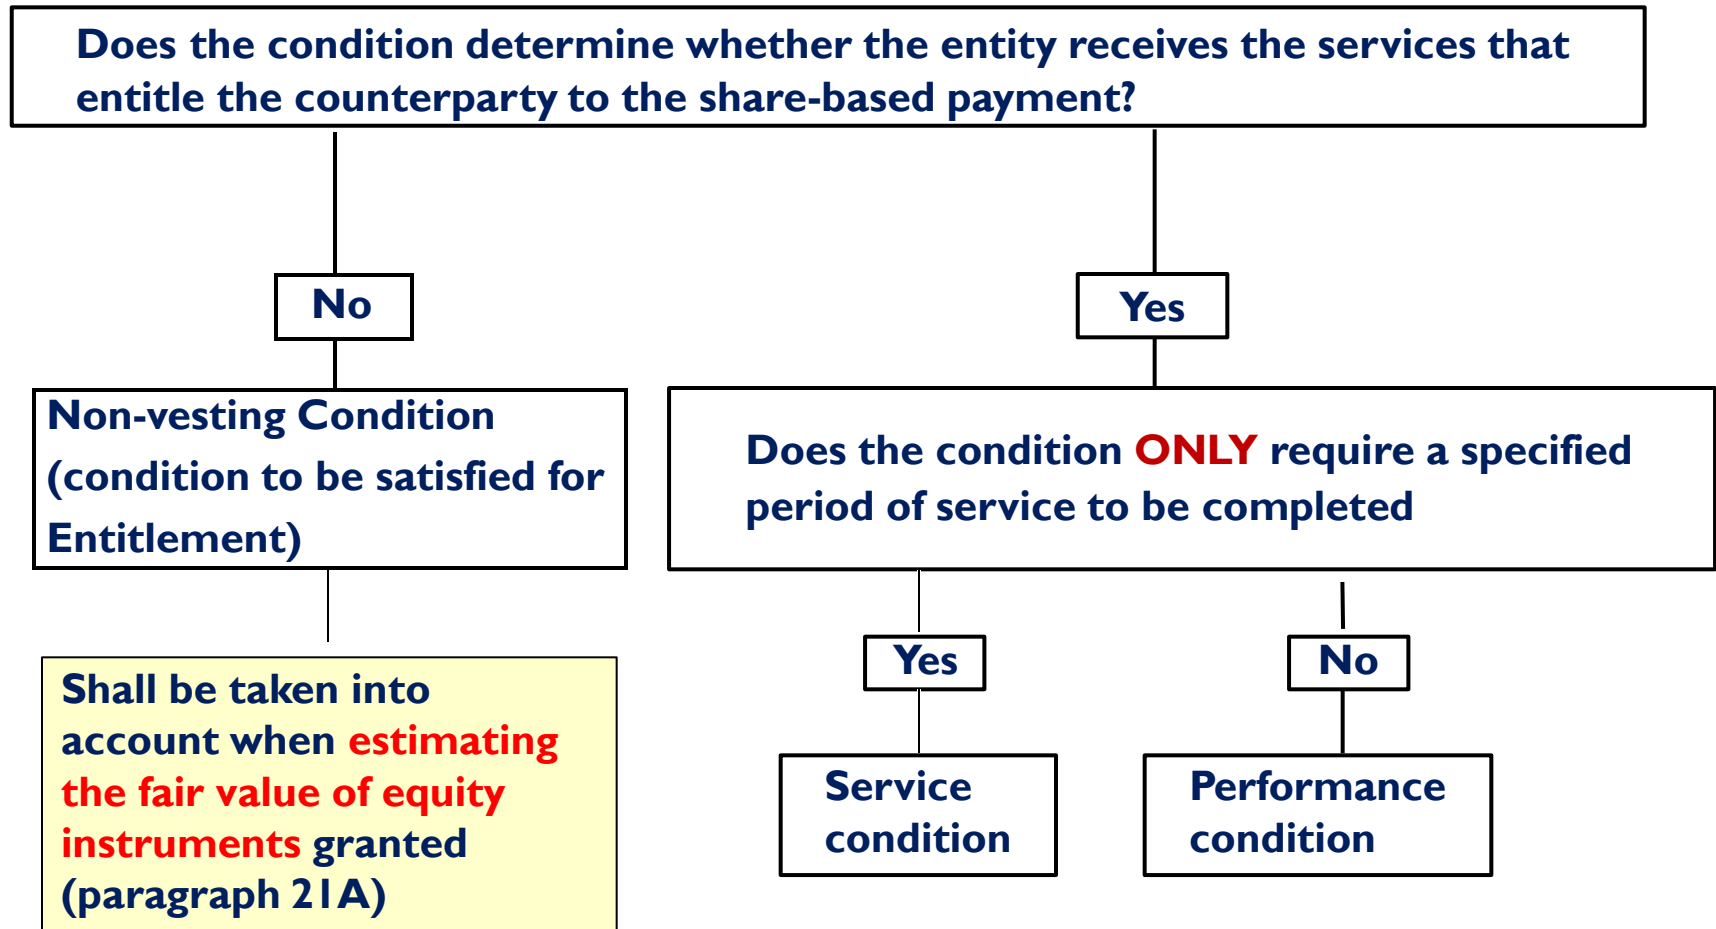 Does the condition determine whether the entity receives the services that
entitle the counterparty to the share-based payment?
No
Yes
Non-vesting Condition
(condition to be satisfied for
Entitlement)
Does the condition ONLY require a specified
period of service to be completed
Yes
No
Shall be taken into
account when estimating
the fair value of equity
instruments granted
(paragraph 21A)
Service
condition
Performance
condition